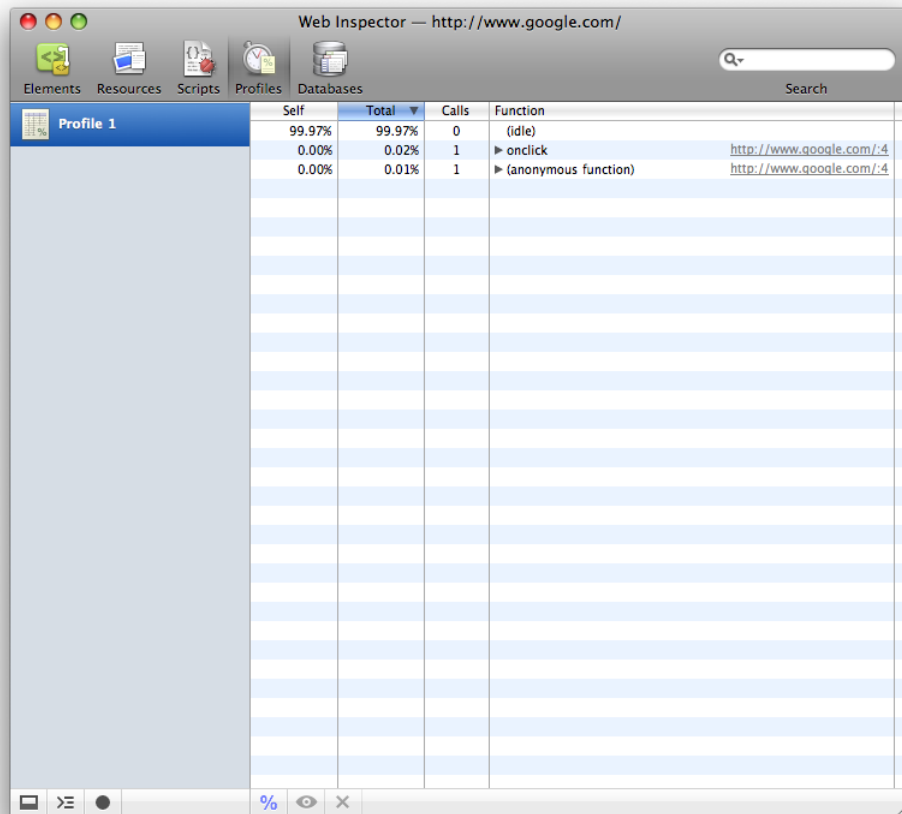 Web Inspector — http://www.google.com/
Elements Resources Scripts Profiles Databases Search
Profile 1
Self Total Calls Function
99.97% 99.97% 0 (idle)
0.00% 0.02% 1 onclick http://www.google.com/:4
0.00% 0.01% 1 (anonymous function) http://www.google.com/:4
%